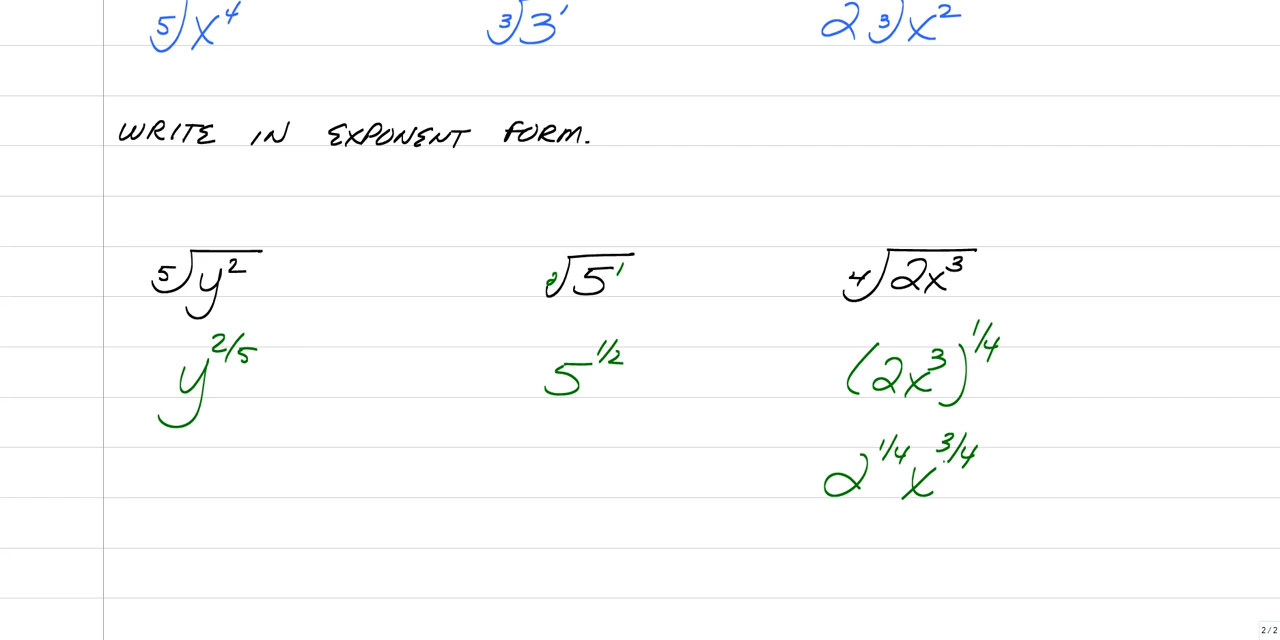 ⁵√x⁴ ³√3¹ 2 ³√x²
WRITE IN EXPONENT FORM.
⁵√y² ²√5¹ ⁴√2x³
y^2/5 5^1/2 (2x³)^1/4
2^1/4 x^3/4
2 / 2